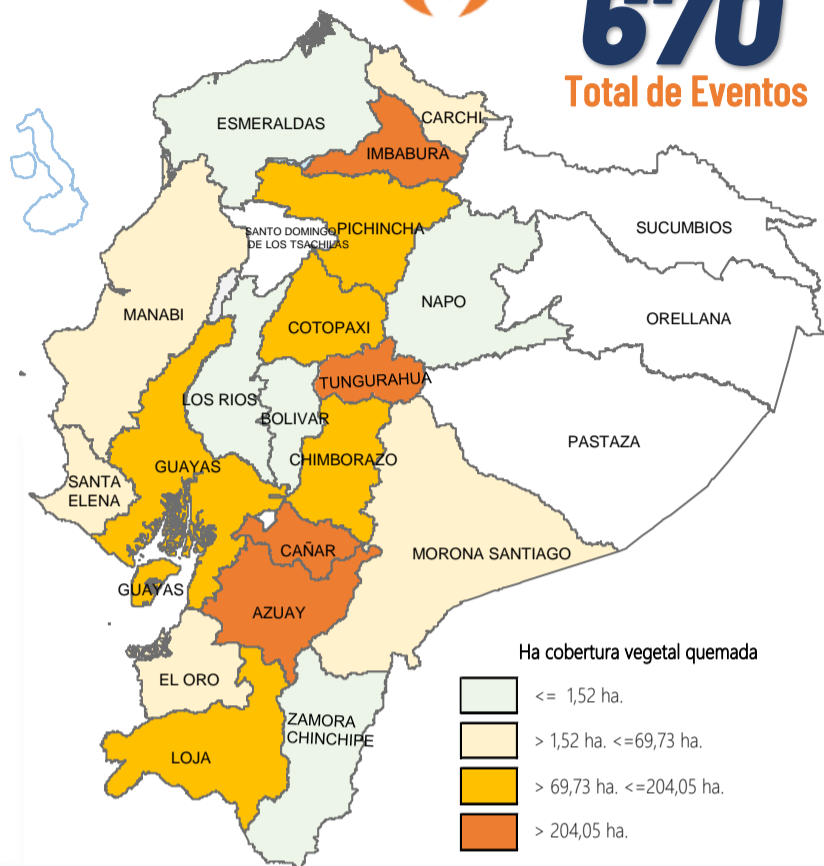 670
Total de Eventos
ESMERALDAS
CARCHI
IMBABURA
SANTO DOMINGO
DE LOS TSACHILAS
PICHINCHA
SUCUMBIOS
NAPO
MANABI
COTOPAXI
ORELLANA
TUNGURAHUA
LOS RIOS
BOLIVAR
PASTAZA
GUAYAS
CHIMBORAZO
SANTA
ELENA
CAÑAR
MORONA SANTIAGO
GUAYAS
AZUAY
EL ORO
ZAMORA
CHINCHIPE
LOJA
Ha cobertura vegetal quemada
<= 1,52 ha.
> 1,52 ha. <=69,73 ha.
> 69,73 ha. <=204,05 ha.
> 204,05 ha.